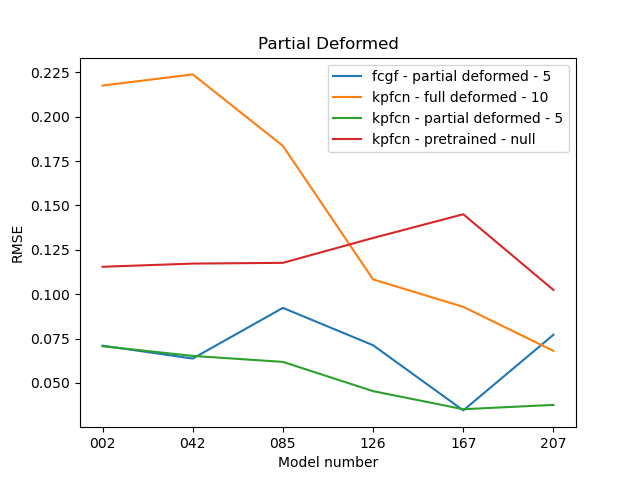 Partial Deformed
fcgf - partial deformed - 5
kpfcn - full deformed - 10
kpfcn - partial deformed - 5
kpfcn - pretrained - null
RMSE
0.225
0.200
0.175
0.150
0.125
0.100
0.075
0.050
002 042 085 126 167 207
Model number